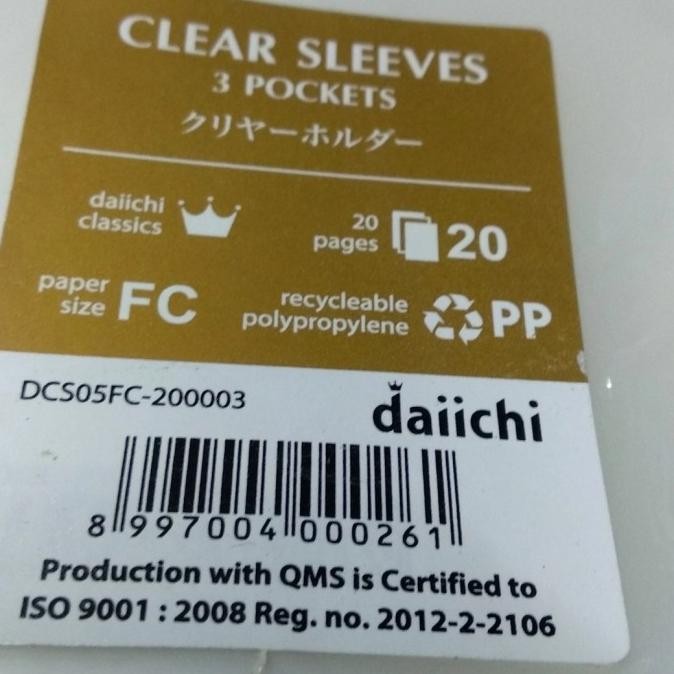 CLEAR SLEEVES
3 POCKETS
クリヤーホルダー
daiichi
classics
20
pages
20
paper
size
FC
recycleable
polypropylene
PP
DCS05FC-200003
daiichi
8 997004 000261
Production with QMS is Certified to
ISO 9001 : 2008 Reg. no. 2012-2-2106